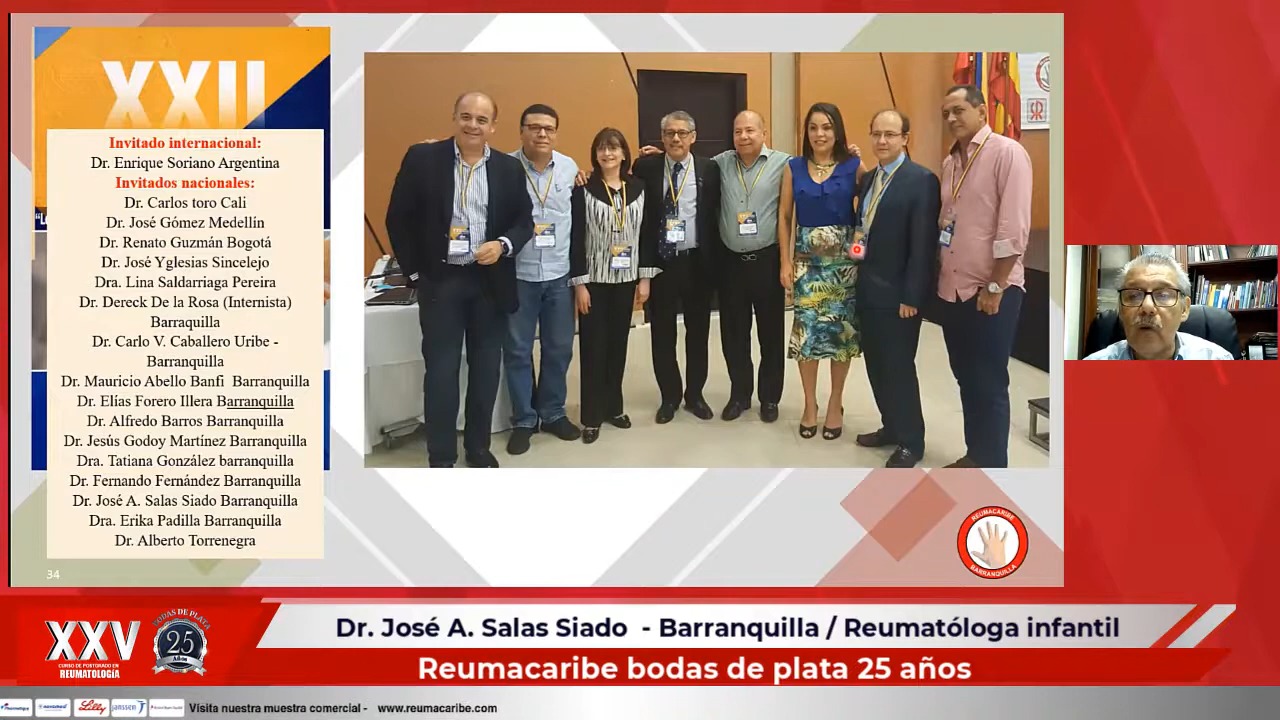 XXII
Invitado internacional:
Dr. Enrique Soriano Argentina
Invitados nacionales:
Dr. Carlos toro Cali
Dr. José Gómez Medellín
Dr. Renato Guzmán Bogotá
Dr. José Yglesias Sincelejo
Dra. Lina Saldarriaga Pereira
Dr. Dereck De la Rosa (Internista)
Barraquilla
Dr. Carlo V. Caballero Uribe -
Barranquilla
Dr. Mauricio Abello Banfi Barranquilla
Dr. Elías Forero Illera Barranquilla
Dr. Alfredo Barros Barranquilla
Dr. Jesús Godoy Martínez Barranquilla
Dra. Tatiana González barranquilla
Dr. Fernando Fernández Barranquilla
Dr. José A. Salas Siado Barranquilla
Dra. Erika Padilla Barranquilla
Dr. Alberto Torrenegra
34
REUMACARIBE
BARRANQUILLA
XXV
CURSO DE POSTGRADO EN
REUMATOLOGÍA
BODAS DE PLATA
25
Años
Dr. José A. Salas Siado - Barranquilla / Reumatóloga infantil
Reumacaribe bodas de plata 25 años
Lilly
janssen
Visita nuestra muestra comercial - www.reumacaribe.com